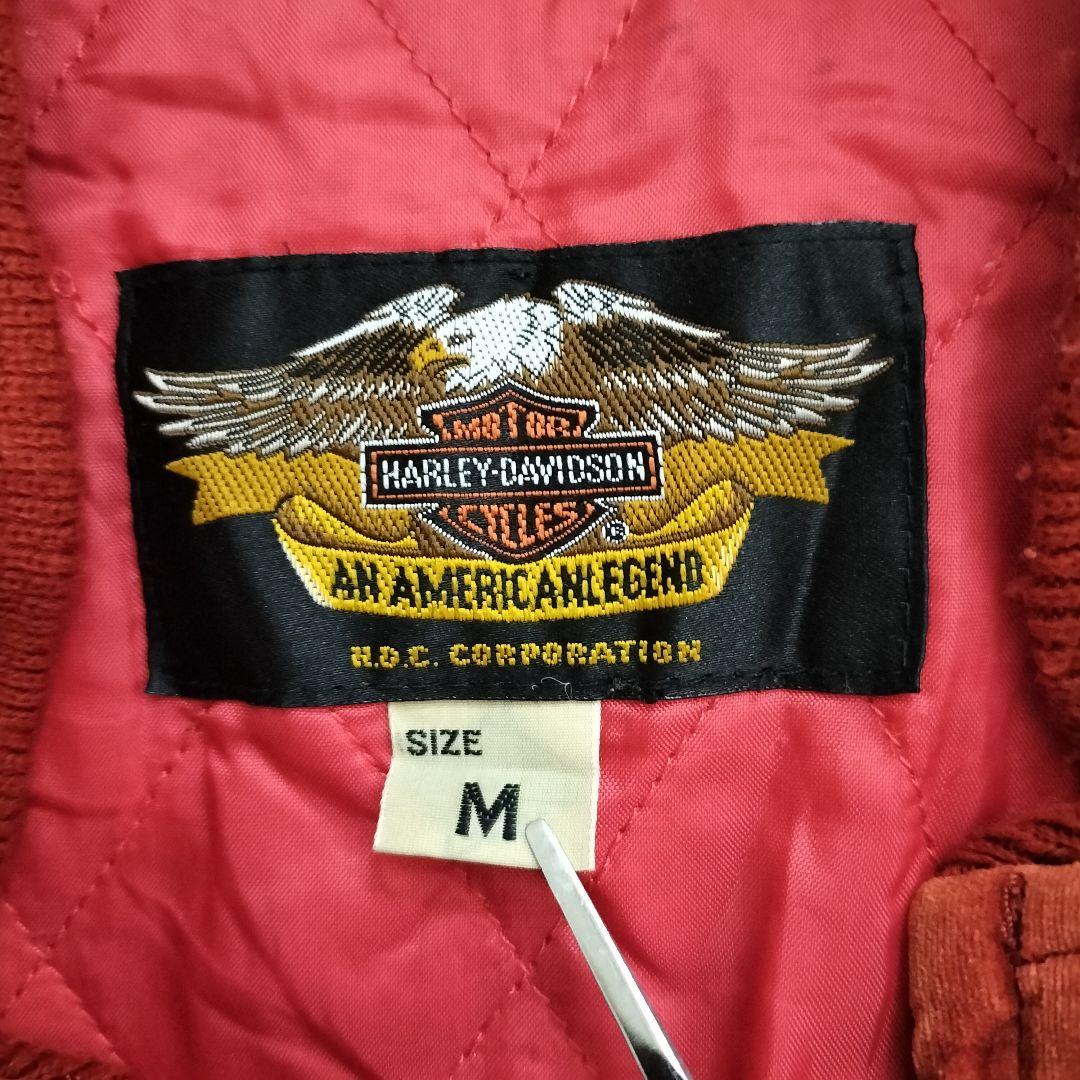 MOTOR
HARLEY-DAVIDSON
CYCLES
®
AN AMERICAN LEGEND
H.D.C. CORPORATION
SIZE
M